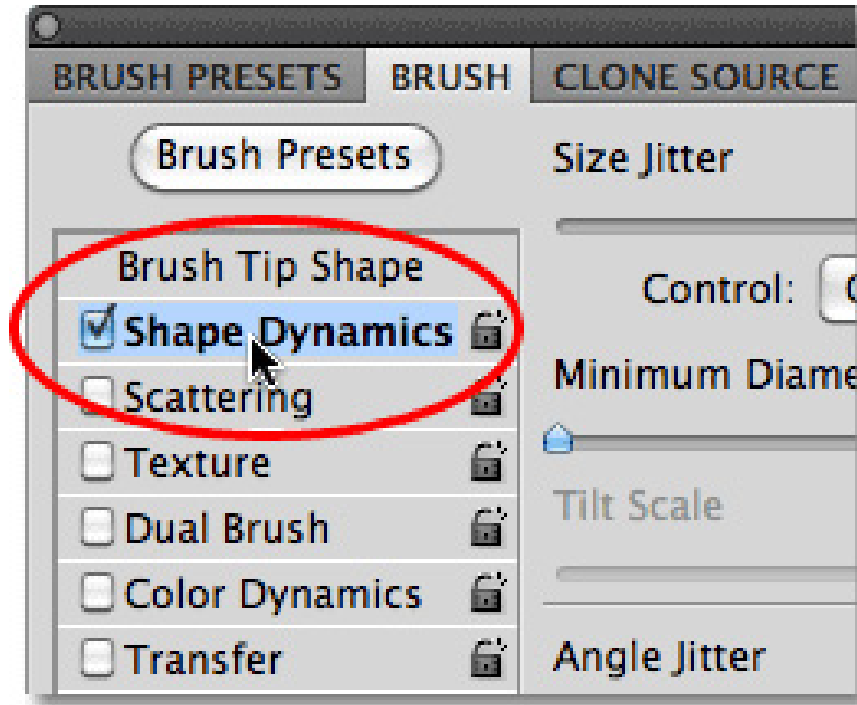 BRUSH PRESETS BRUSH CLONE SOURCE
Brush Presets
Brush Tip Shape
Shape Dynamics
Scattering
Texture
Dual Brush
Color Dynamics
Transfer
Size Jitter
Control:
Minimum Diame
Tilt Scale
Angle Jitter